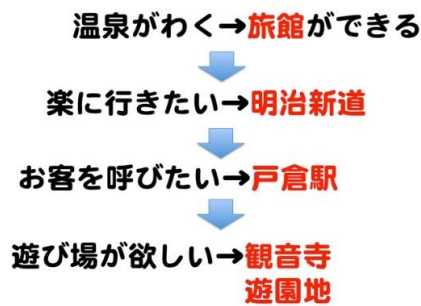 温泉がわく→旅館ができる
楽に行きたい→明治新道
お客を呼びたい→戸倉駅
遊び場が欲しい→観音寺
遊園地